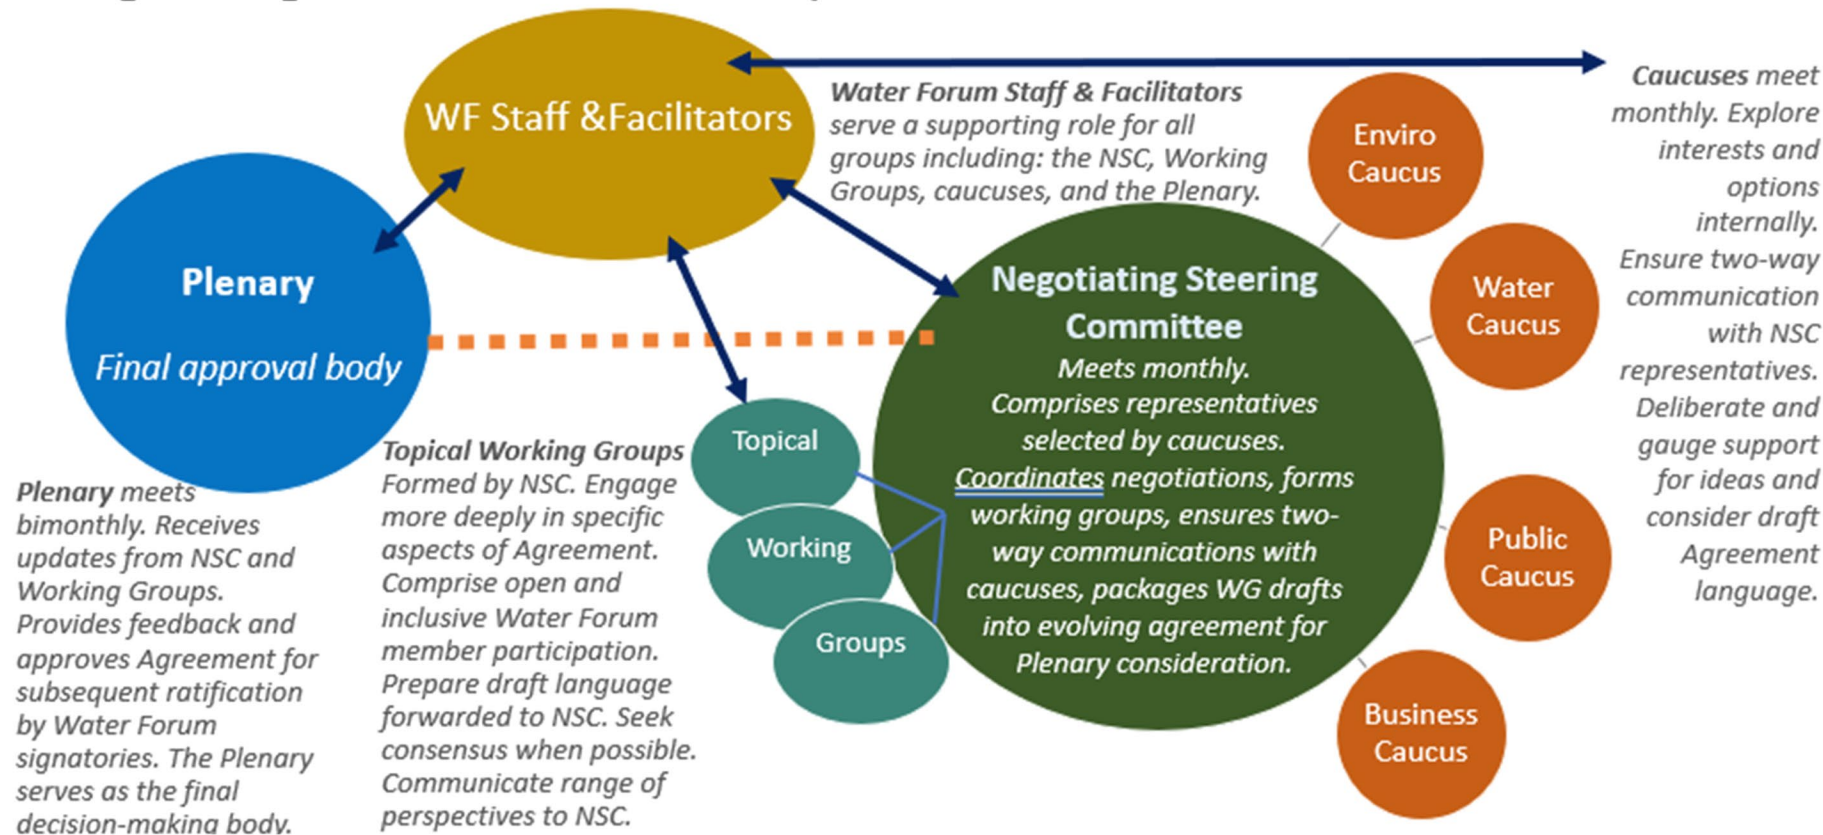 WF Staff &Facilitators
Water Forum Staff & Facilitators
serve a supporting role for all
groups including: the NSC, Working
Groups, caucuses, and the Plenary.
Plenary
Final approval body
Plenary meets
bimonthly. Receives
updates from NSC and
Working Groups.
Provides feedback and
approves Agreement for
subsequent ratification
by Water Forum
signatories. The Plenary
serves as the final
decision-making body.
Topical Working Groups
Formed by NSC. Engage
more deeply in specific
aspects of Agreement.
Comprise open and
inclusive Water Forum
member participation.
Prepare draft language
forwarded to NSC. Seek
consensus when possible.
Communicate range of
perspectives to NSC.
Topical
Working
Groups
Negotiating Steering
Committee
Meets monthly.
Comprises representatives
selected by caucuses.
Coordinates negotiations, forms
working groups, ensures two-
way communications with
caucuses, packages WG drafts
into evolving agreement for
Plenary consideration.
Enviro
Caucus
Water
Caucus
Public
Caucus
Business
Caucus
Caucuses meet
monthly. Explore
interests and
options
internally.
Ensure two-way
communication
with NSC
representatives.
Deliberate and
gauge support
for ideas and
consider draft
Agreement
language.